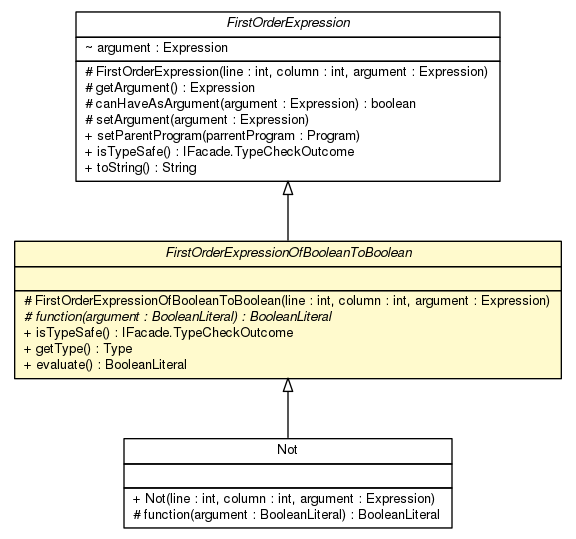 FirstOrderExpression
~ argument : Expression
# FirstOrderExpression(line : int, column : int, argument : Expression)
# getArgument() : Expression
# canHaveAsArgument(argument : Expression) : boolean
# setArgument(argument : Expression)
+ setParentProgram(parrentProgram : Program)
+ isTypeSafe() : IFacade.TypeCheckOutcome
+ toString() : String
FirstOrderExpressionOfBooleanToBoolean
# FirstOrderExpressionOfBooleanToBoolean(line : int, column : int, argument : Expression)
# function(argument : BooleanLiteral) : BooleanLiteral
+ isTypeSafe() : IFacade.TypeCheckOutcome
+ getType() : Type
+ evaluate() : BooleanLiteral
Not
+ Not(line : int, column : int, argument : Expression)
# function(argument : BooleanLiteral) : BooleanLiteral